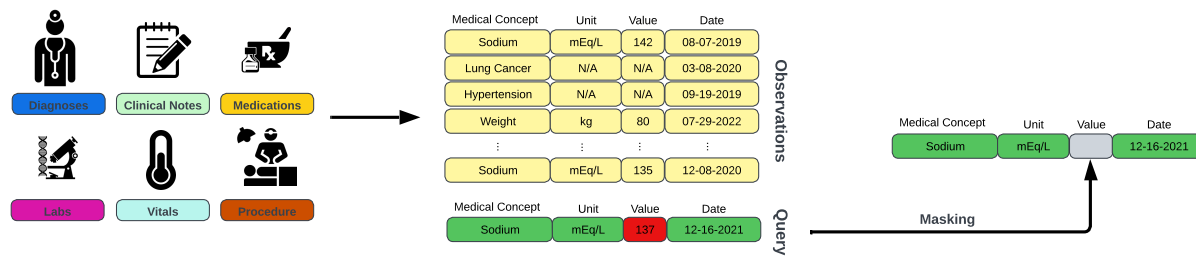 Diagnoses Clinical Notes Rx Medications
Labs Vitals Procedure
Medical Concept Unit Value Date
Sodium mEq/L 142 08-07-2019
Lung Cancer N/A N/A 03-08-2020
Hypertension N/A N/A 09-19-2019
Weight kg 80 07-29-2022
⋮ ⋮ ⋮ ⋮
Sodium mEq/L 135 12-08-2020
Observations
Medical Concept Unit Value Date
Sodium mEq/L 137 12-16-2021
Query
Masking
Medical Concept Unit Value Date
Sodium mEq/L 12-16-2021